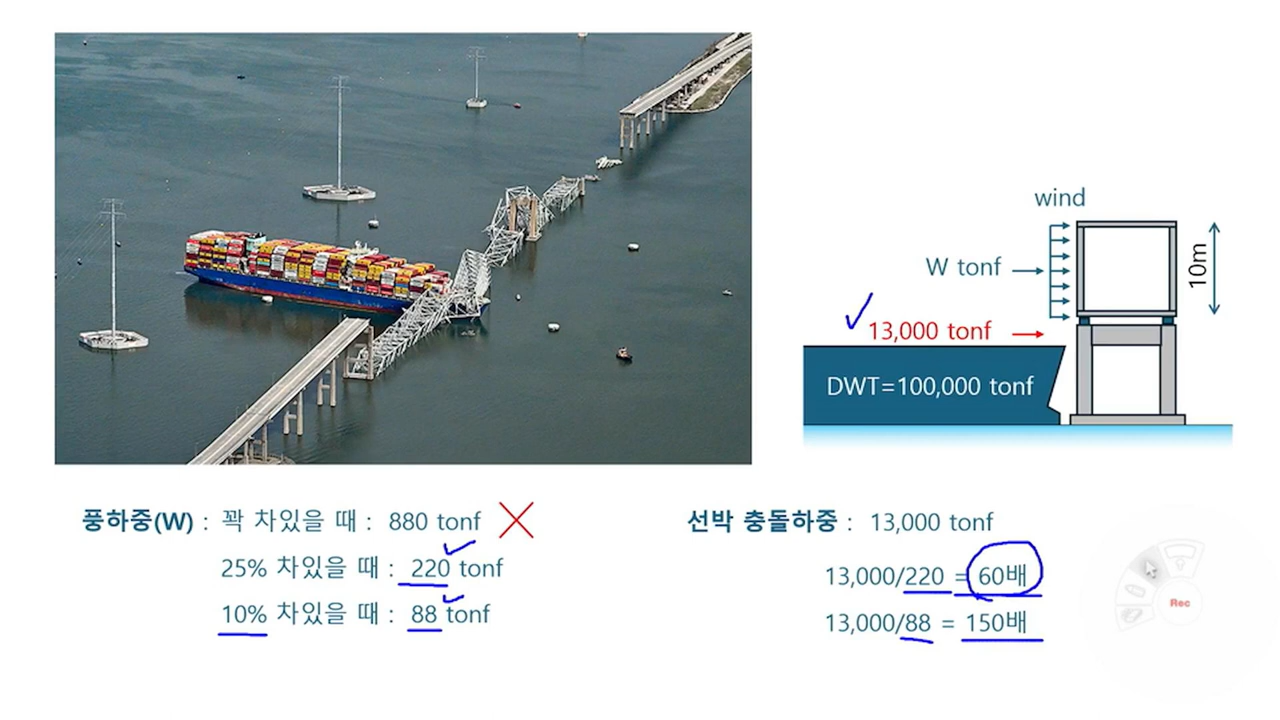 wind
W tonf
10m
13,000 tonf
DWT=100,000 tonf
풍하중(W) : 꽉 차있을 때 : 880 tonf
25% 차있을 때 : 220 tonf
10% 차있을 때 : 88 tonf
선박 충돌하중 : 13,000 tonf
13,000/220 = 60배
13,000/88 = 150배
Rec